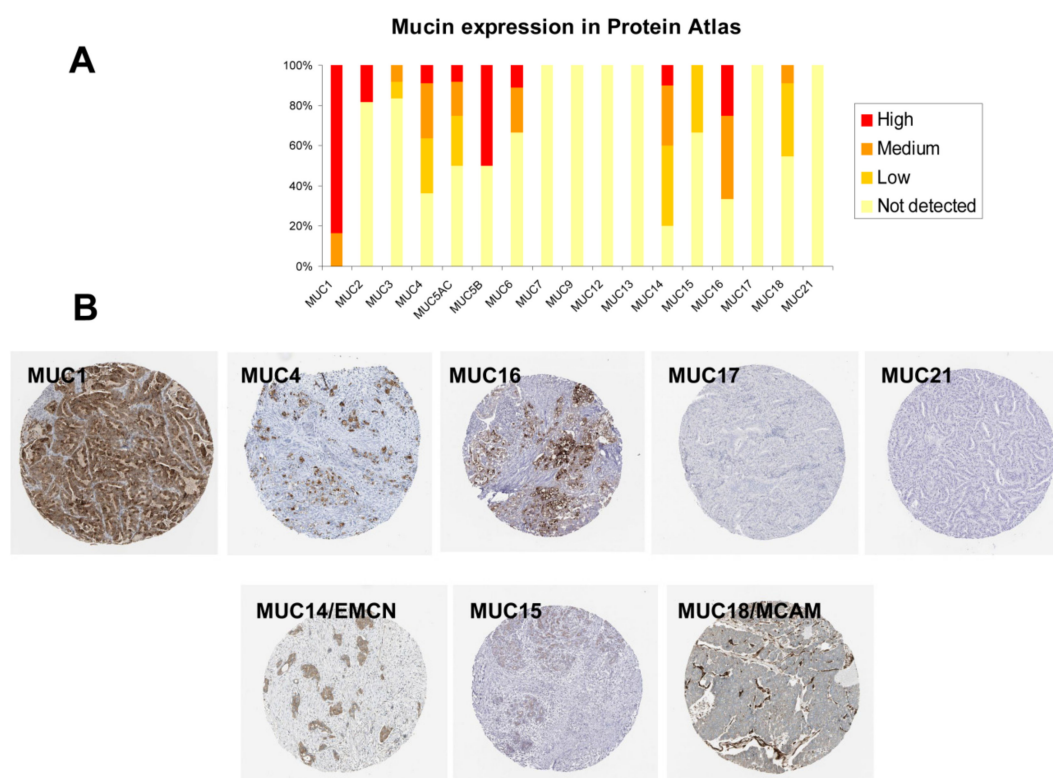 Mucin expression in Protein Atlas
A
100%
80%
60%
40%
20%
0%
High
Medium
Low
Not detected
MUC1
MUC2
MUC3
MUC4
MUC5AC
MUC5B
MUC6
MUC7
MUC9
MUC12
MUC13
MUC14
MUC15
MUC16
MUC17
MUC18
MUC21
B
MUC1
MUC4
MUC16
MUC17
MUC21
MUC14/EMCN
MUC15
MUC18/MCAM